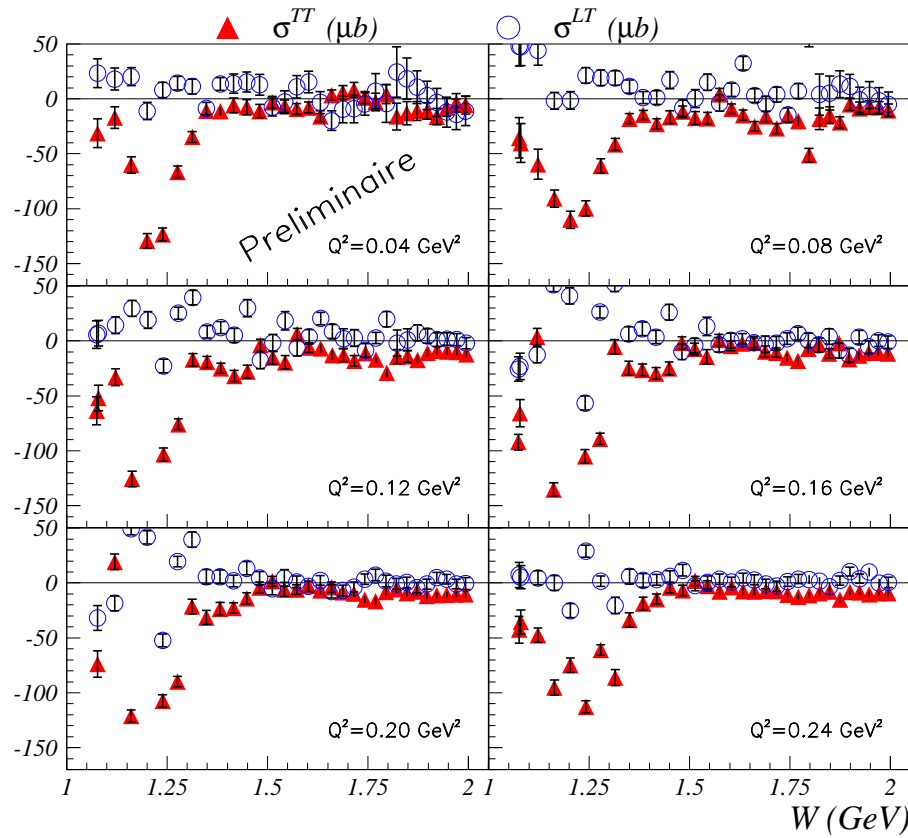 σ^TT (μb) σ^LT (μb)
50
0
-50
-100
-150
Preliminaire
Q²=0.04 GeV²
Q²=0.08 GeV²
50
0
-50
-100
-150
Q²=0.12 GeV²
Q²=0.16 GeV²
50
0
-50
-100
-150
Q²=0.20 GeV²
Q²=0.24 GeV²
1 1.25 1.5 1.75 2 1 1.25 1.5 1.75 2
W (GeV)